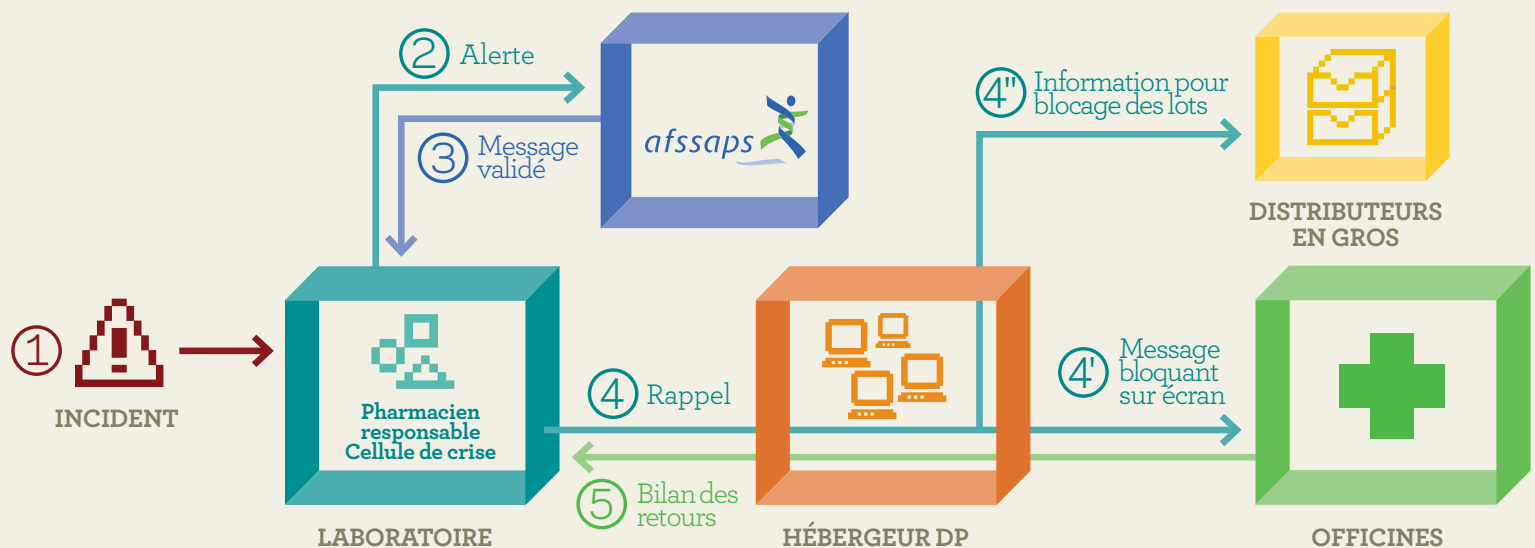 1
INCIDENT
2 Alerte
3 Message
validé
afssaps
Pharmacien
responsable
Cellule de crise
LABORATOIRE
4 Rappel
HÉBERGEUR DP
4" Information pour
blocage des lots
DISTRIBUTEURS
EN GROS
4' Message
bloquant
sur écran
OFFICINES
5 Bilan des
retours